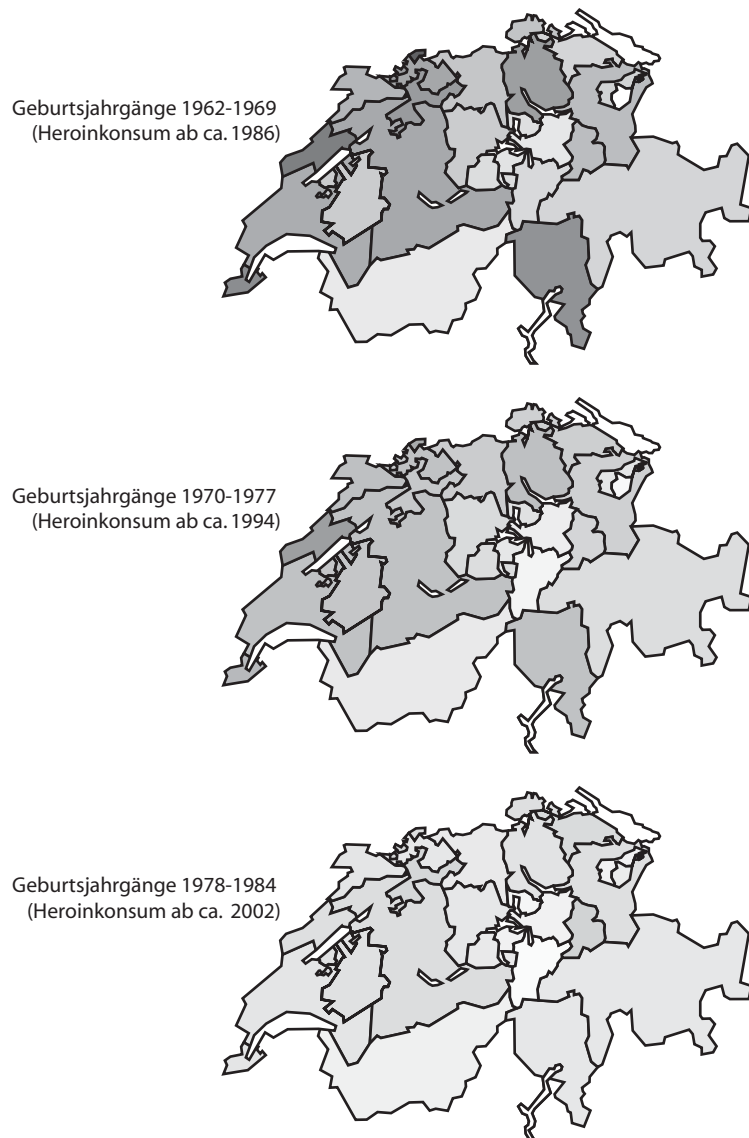 Geburtsjahrgänge 1962-1969
(Heroinkonsum ab ca. 1986)
Geburtsjahrgänge 1970-1977
(Heroinkonsum ab ca. 1994)
Geburtsjahrgänge 1978-1984
(Heroinkonsum ab ca. 2002)